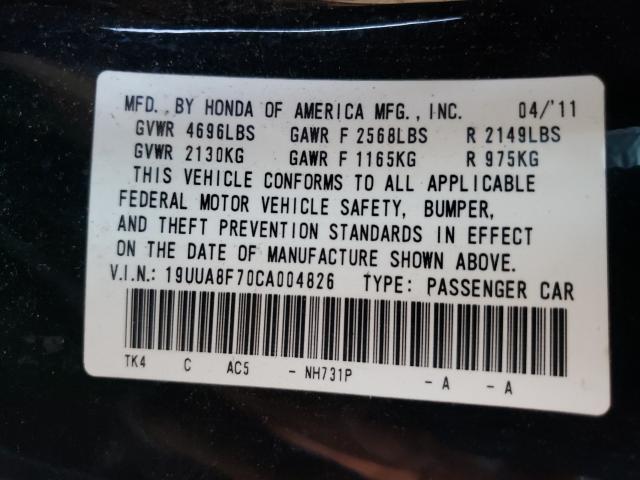 MFD. BY HONDA OF AMERICA MFG., INC. 04/'11
GVWR 4696LBS GAWR F 2568LBS R 2149LBS
GVWR 2130KG GAWR F 1165KG R 975KG
THIS VEHICLE CONFORMS TO ALL APPLICABLE
FEDERAL MOTOR VEHICLE SAFETY, BUMPER,
AND THEFT PREVENTION STANDARDS IN EFFECT
ON THE DATE OF MANUFACTURE SHOWN ABOVE.
V.I.N.: 19UUA8F70CA004826 TYPE: PASSENGER CAR
TK4 C AC5 - NH731P - A - A